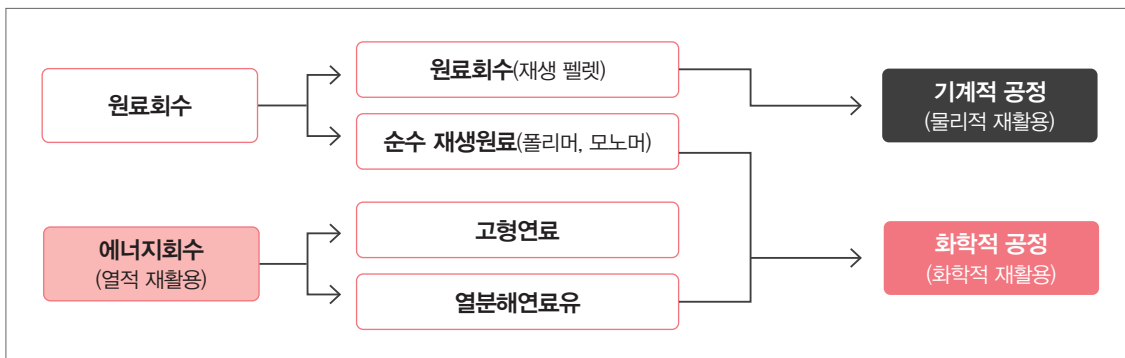 원료회수
원료회수(재생 펠렛)
순수 재생원료(폴리머, 모노머)
기계적 공정
(물리적 재활용)
에너지회수
(열적 재활용)
고형연료
열분해연료유
화학적 공정
(화학적 재활용)